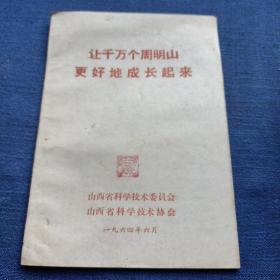 让千万个周明山
更好地成长起来
山西省科学技术委员会
山西省科学技术协会
一九六四年六月